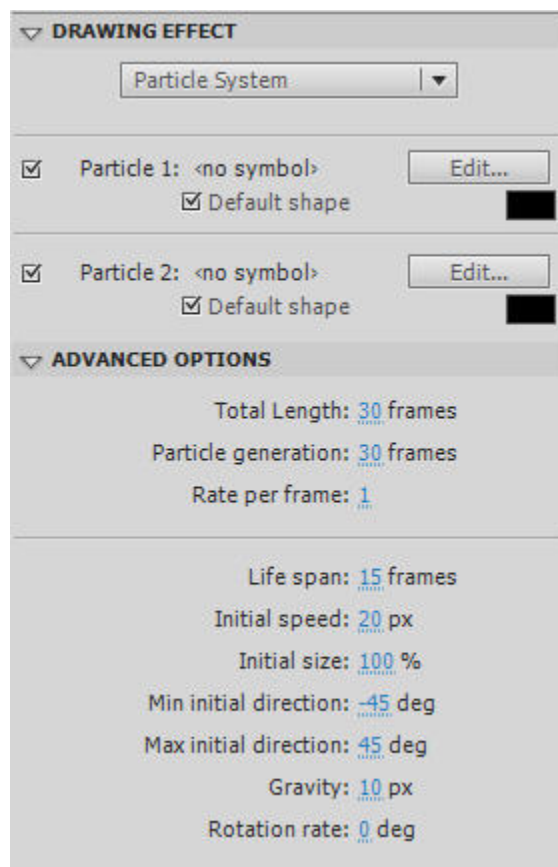 DRAWING EFFECT
Particle System
Particle 1: <no symbol> Edit...
Default shape
Particle 2: <no symbol> Edit...
Default shape
ADVANCED OPTIONS
Total Length: 30 frames
Particle generation: 30 frames
Rate per frame: 1
Life span: 15 frames
Initial speed: 20 px
Initial size: 100 %
Min initial direction: -45 deg
Max initial direction: 45 deg
Gravity: 10 px
Rotation rate: 0 deg